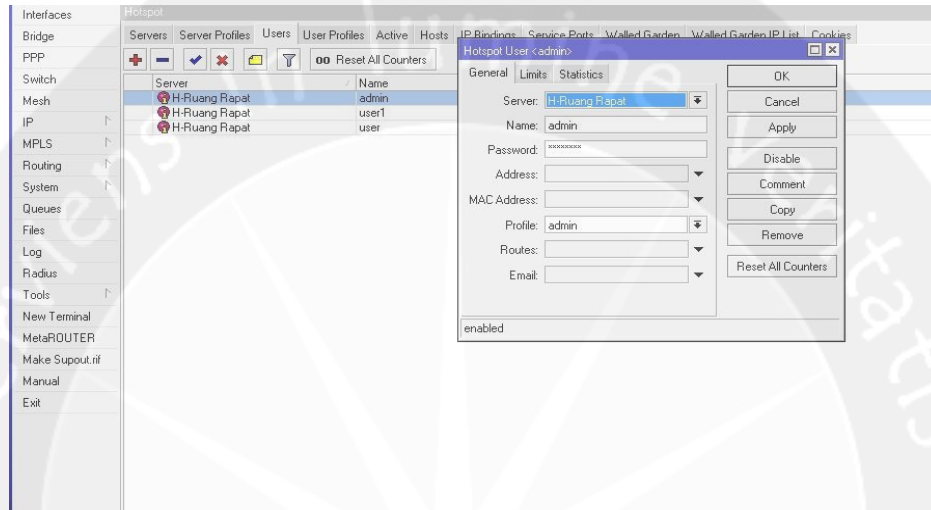 Interfaces
Bridge
PPP
Switch
Mesh
IP
MPLS
Routing
System
Queues
Files
Log
Radius
Tools
New Terminal
MetaROUTER
Make Supout.rif
Manual
Exit
Hotspot
Servers Server Profiles Users User Profiles Active Hosts IP Bindings Service Ports Walled Garden Walled Garden IP List Cookies
00 Reset All Counters
Server Name
H-Ruang Rapat admin
H-Ruang Rapat user1
H-Ruang Rapat user
Hotspot User <admin>
General Limits Statistics
Server: H-Ruang Rapat
Name: admin
Password: ********
Address:
MAC Address:
Profile: admin
Routes:
Email:
enabled
OK
Cancel
Apply
Disable
Comment
Copy
Remove
Reset All Counters
serviens in lumine veritatis